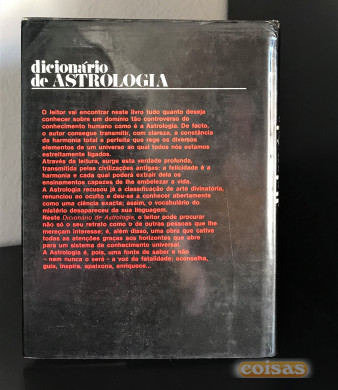 dicionário
de ASTROLOGIA
O leitor vai encontrar neste livro tudo quanto deseja
conhecer sobre um domínio tão controverso do
conhecimento humano como é a Astrologia. De facto,
o autor consegue transmitir, com clareza, a constância
da harmonia total e perfeita que rege os diversos
elementos de um universo ao qual todos nós estamos
estreitamente ligados.
Através da leitura, surge esta verdade profunda,
transmitida pelas civilizações antigas: a felicidade é a
harmonia e cada qual poderá extrair dela os
ensinamentos capazes de lhe embelezar a vida.
A Astrologia recusou já a classificação de arte divinatória,
renunciou ao oculto e deu-se a conhecer abertamente
como uma ciência exacta; assim, o vocabulário do
mistério desapareceu da sua linguagem.
Neste Dicionário de Astrologia, o leitor pode procurar
não só o seu retrato como o de outras pessoas que lhe
mereçam interesse; é, além disso, uma obra que cativa
todas as atenções graças aos horizontes que abre
para um sistema de conhecimento universal.
A Astrologia é, pois, uma fonte de saber e não
– nem nunca o será – a voz da fatalidade; aconselha,
guia, inspira, apaixona, enriquece...
coisas